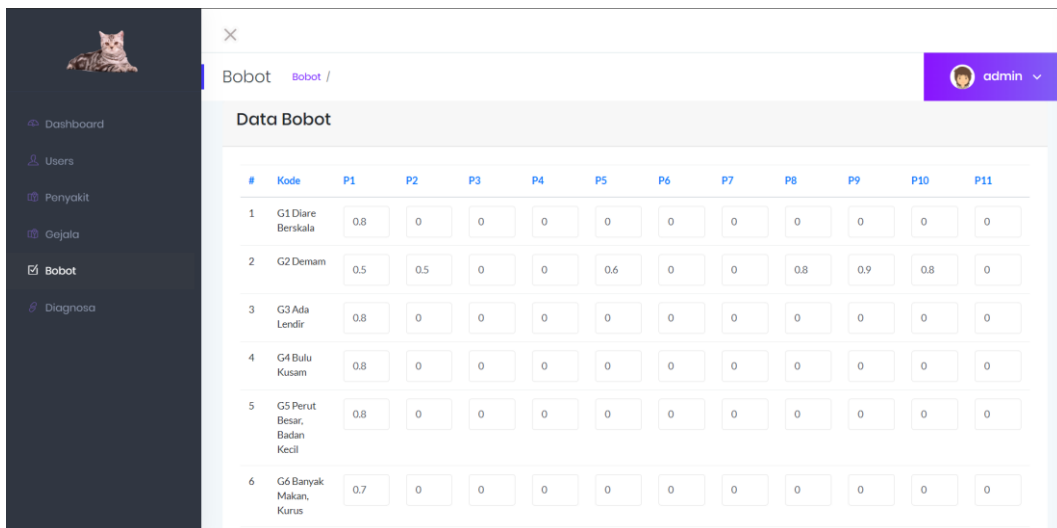 Bobot Bobot /
admin
Dashboard
Users
Penyakit
Gejala
Bobot
Diagnosa
Data Bobot
# Kode P1 P2 P3 P4 P5 P6 P7 P8 P9 P10 P11
1 G1 Diare
Berskala
0.8 0 0 0 0 0 0 0 0 0 0
2 G2 Demam
0.5 0.5 0 0 0.6 0 0 0.8 0.9 0.8 0
3 G3 Ada
Lendir
0.8 0 0 0 0 0 0 0 0 0 0
4 G4 Bulu
Kusam
0.8 0 0 0 0 0 0 0 0 0 0
5 G5 Perut
Besar,
Badan
Kecil
0.8 0 0 0 0 0 0 0 0 0 0
6 G6 Banyak
Makan,
Kurus
0.7 0 0 0 0 0 0 0 0 0 0